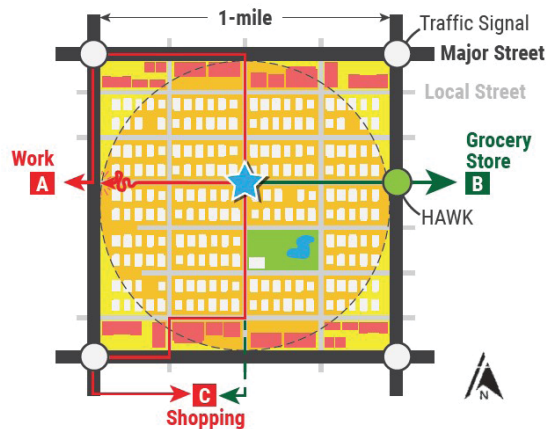 1-mile
Traffic Signal
Major Street
Local Street
Work
A
Grocery
Store
B
HAWK
C
Shopping
N